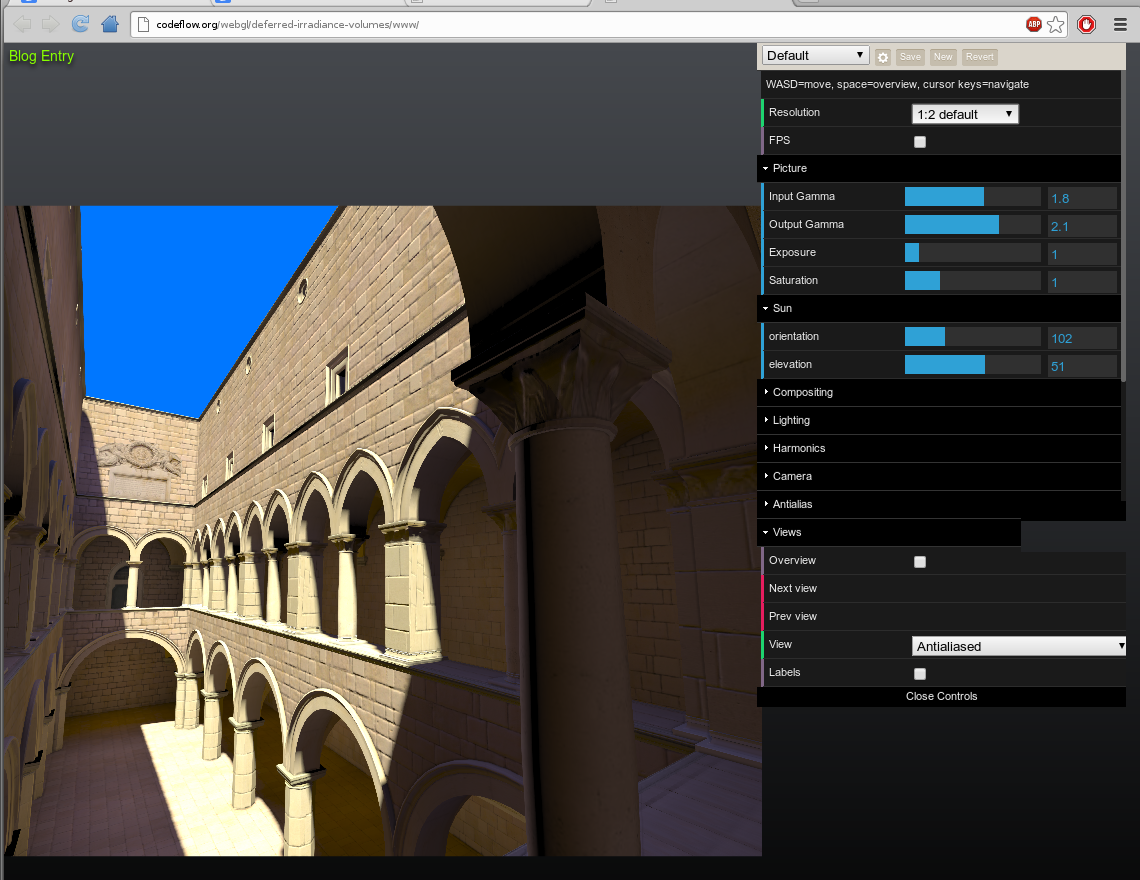 codeflow.org/webgl/deferred-irradiance-volumes/www/
ABP
Blog Entry
Default
Save
New
Revert
WASD=move, space=overview, cursor keys=navigate
Resolution 1:2 default
FPS
Picture
Input Gamma 1.8
Output Gamma 2.1
Exposure 1
Saturation 1
Sun
orientation 102
elevation 51
Compositing
Lighting
Harmonics
Camera
Antialias
Views
Overview
Next view
Prev view
View Antialiased
Labels
Close Controls